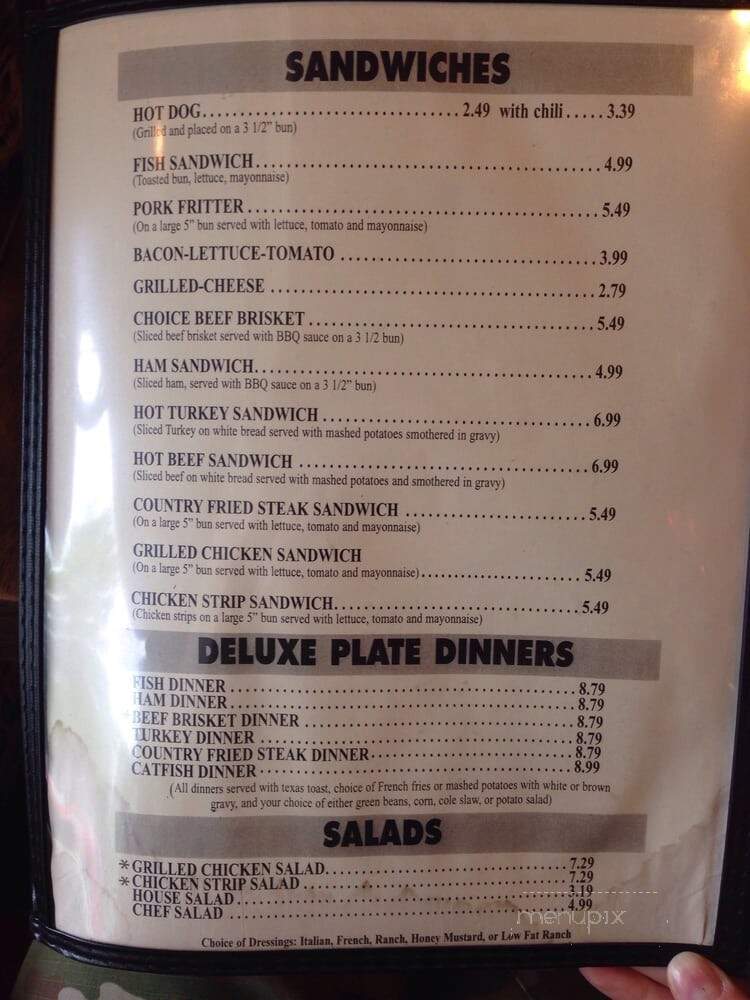 SANDWICHES
HOT DOG.................................2.49 with chili.....3.39
(Grilled and placed on a 3 1/2" bun)
FISH SANDWICH..............................................4.99
(Toasted bun, lettuce, mayonnaise)
PORK FRITTER...............................................5.49
(On a large 5" bun served with lettuce, tomato and mayonnaise)
BACON-LETTUCE-TOMATO..................................3.99
GRILLED-CHEESE...........................................2.79
CHOICE BEEF BRISKET......................................5.49
(Sliced beef brisket served with BBQ sauce on a 3 1/2 bun)
HAM SANDWICH.............................................4.99
(Sliced ham, served with BBQ sauce on a 3 1/2" bun)
HOT TURKEY SANDWICH.....................................6.99
(Sliced Turkey on white bread served with mashed potatoes smothered in gravy)
HOT BEEF SANDWICH........................................6.99
(Sliced beef on white bread served with mashed potatoes and smothered in gravy)
COUNTRY FRIED STEAK SANDWICH..........................5.49
(On a large 5" bun served with lettuce, tomato and mayonnaise)
GRILLED CHICKEN SANDWICH
(On a large 5" bun served with lettuce, tomato and mayonnaise)........................5.49
CHICKEN STRIP SANDWICH...................................5.49
(Chicken strips on a large 5" bun served with lettuce, tomato and mayonnaise)
DELUXE PLATE DINNERS
FISH DINNER................................................8.79
HAM DINNER................................................8.79
BEEF BRISKET DINNER......................................8.79
TURKEY DINNER............................................8.79
COUNTRY FRIED STEAK DINNER.............................8.79
CATFISH DINNER...........................................8.99
(All dinners served with texas toast, choice of French fries or mashed potatoes with white or brown
gravy, and your choice of either green beans, corn, cole slaw, or potato salad)
SALADS
*GRILLED CHICKEN SALAD...................................7.29
*CHICKEN STRIP SALAD.....................................7.29
HOUSE SALAD..............................................3.19
CHEF SALAD...............................................4.99
menupix
Choice of Dressings: Italian, French, Ranch, Honey Mustard, or Low Fat Ranch